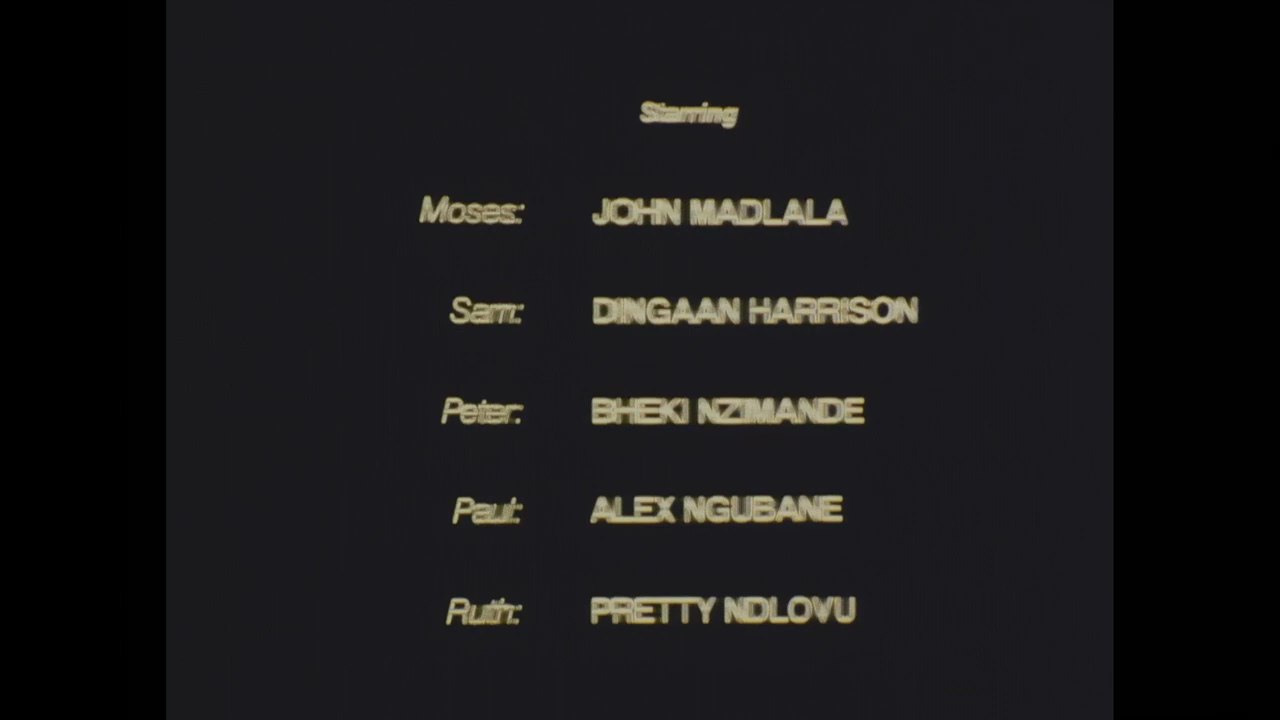 Starring
Moses: JOHN MADLALA
Sam: DINGAAN HARRISON
Peter: BHEKI NZIMANDE
Paul: ALEX NGUBANE
Ruth: PRETTY NDLOVU